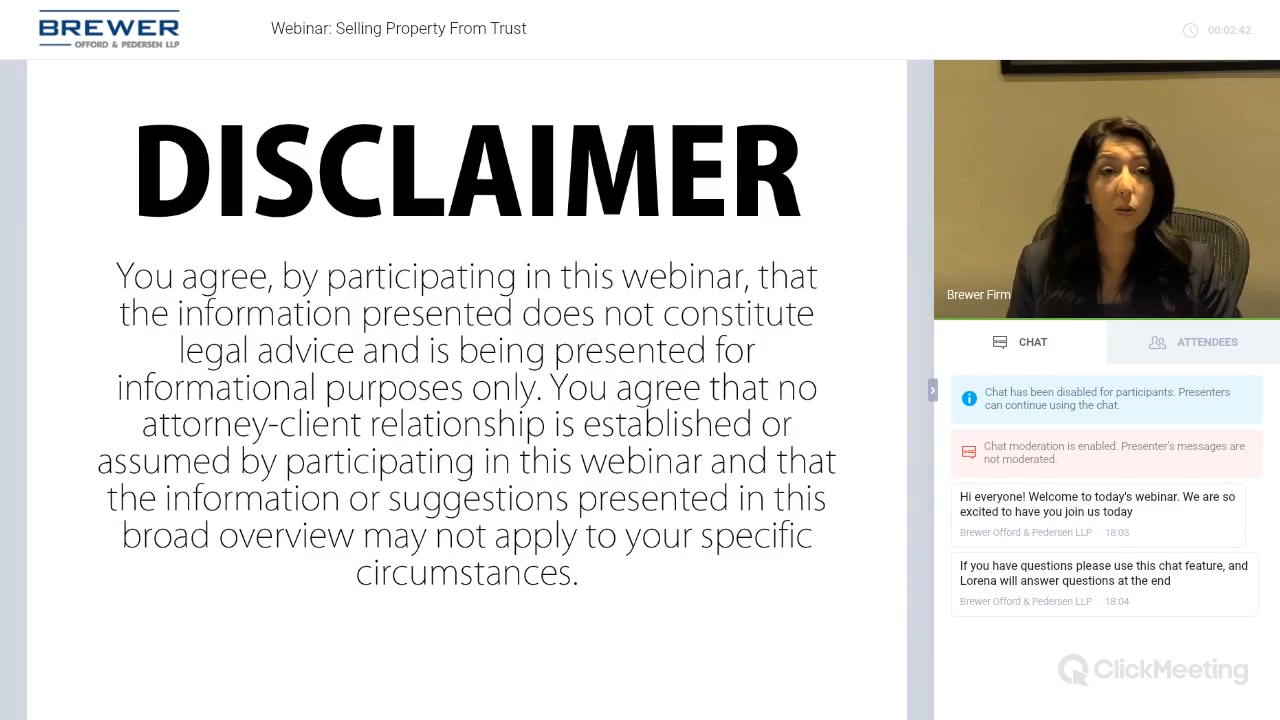 BREWER
OFFORD & PEDERSEN LLP
Webinar: Selling Property From Trust
00:02:42
DISCLAIMER
You agree, by participating in this webinar, that
the information presented does not constitute
legal advice and is being presented for
informational purposes only. You agree that no
attorney-client relationship is established or
assumed by participating in this webinar and that
the information or suggestions presented in this
broad overview may not apply to your specific
circumstances.
Brewer Firm
CHAT
ATTENDEES
Chat has been disabled for participants. Presenters
can continue using the chat.
Chat moderation is enabled. Presenter's messages are
not moderated.
Hi everyone! Welcome to today's webinar. We are so
excited to have you join us today
Brewer Offord & Pedersen LLP · 18:03
If you have questions please use this chat feature, and
Lorena will answer questions at the end
Brewer Offord & Pedersen LLP · 18:04
ClickMeeting